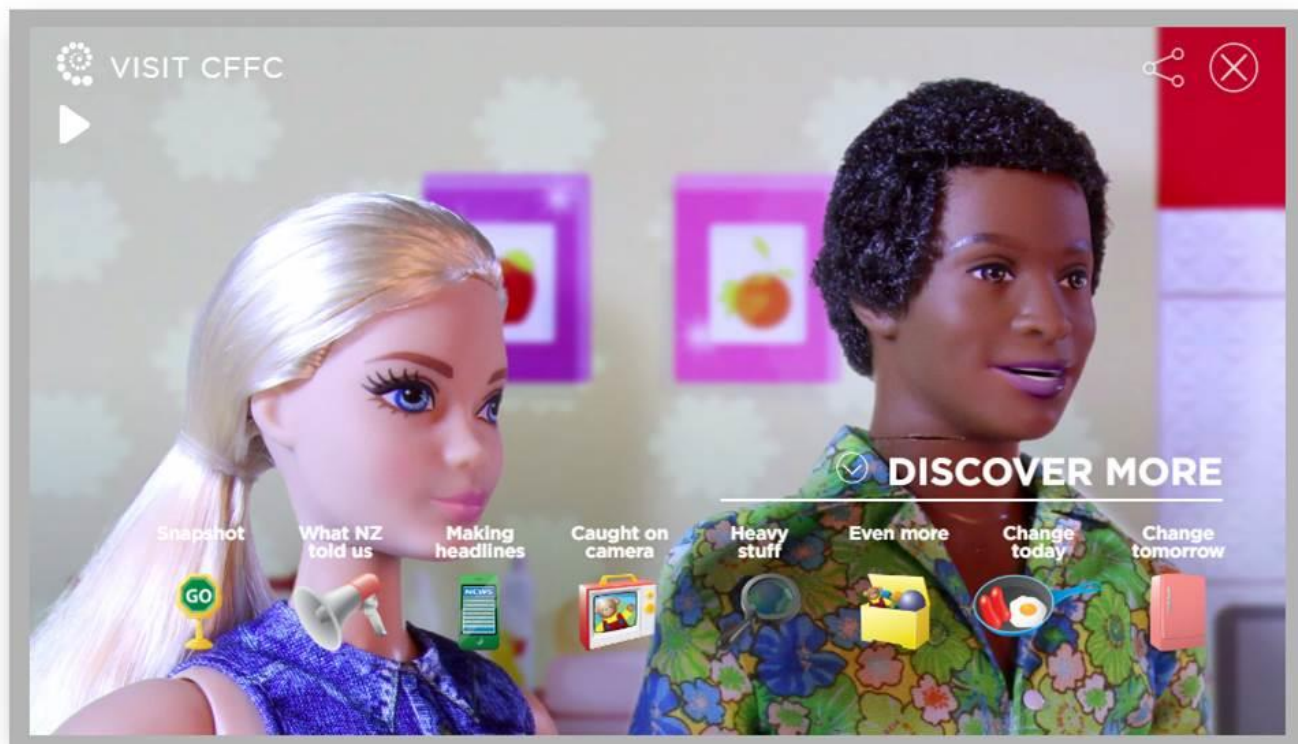 VISIT CFFC
DISCOVER MORE
Snapshot
What NZ
told us
Making
headlines
Caught on
camera
Heavy
stuff
Even more
Change
today
Change
tomorrow
GO
NEWS